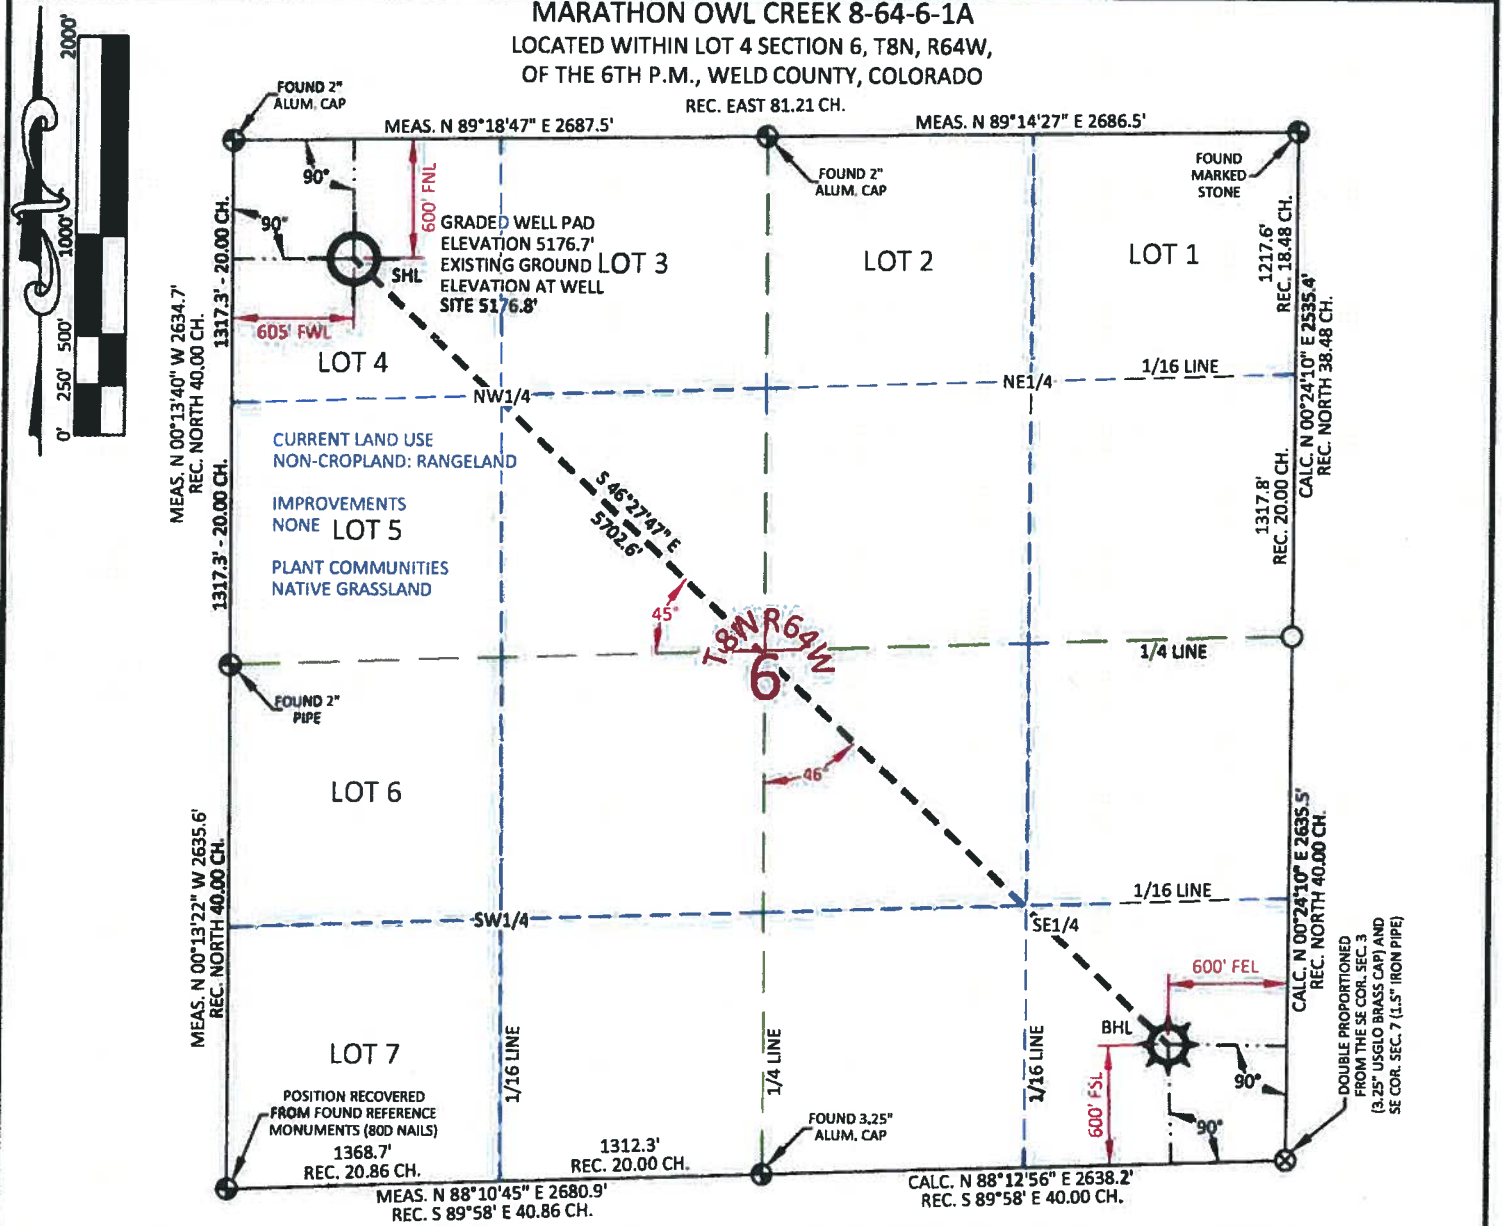 MARATHON OWL CREEK 8-64-6-1A
LOCATED WITHIN LOT 4 SECTION 6, T8N, R64W,
OF THE 6TH P.M., WELD COUNTY, COLORADO
REC. EAST 81.21 CH.
MEAS. N 89°18'47" E 2687.5'
MEAS. N 89°14'27" E 2686.5'
FOUND 2"
ALUM. CAP
FOUND 2"
ALUM. CAP
FOUND
MARKED
STONE
2000'
1000'
500'
250'
0'
90°
90°
600' FNL
605' FWL
SHL
GRADED WELL PAD
ELEVATION 5176.7'
EXISTING GROUND
ELEVATION AT WELL
SITE 5176.8'
LOT 3
LOT 2
LOT 1
LOT 4
1317.3' - 20.00 CH.
MEAS. N 00°13'40" W 2634.7'
REC. NORTH 40.00 CH.
1317.3' - 20.00 CH.
1217.6'
REC. 18.48 CH.
CALC. N 00°24'10" E 2535.4'
REC. NORTH 38.48 CH.
1317.8'
REC. 20.00 CH.
NW1/4
NE1/4
1/16 LINE
CURRENT LAND USE
NON-CROPLAND: RANGELAND
IMPROVEMENTS
NONE
LOT 5
PLANT COMMUNITIES
NATIVE GRASSLAND
S 46°27'47" E
5702.6'
45°
T8N R64W
6
1/4 LINE
FOUND 2"
PIPE
46°
LOT 6
MEAS. N 00°13'22" W 2635.6'
REC. NORTH 40.00 CH.
CALC. N 00°24'10" E 2635.5'
REC. NORTH 40.00 CH.
SW1/4
SE1/4
1/16 LINE
600' FEL
BHL
600' FSL
90°
90°
LOT 7
1/16 LINE
1/4 LINE
1/16 LINE
DOUBLE PROPORTIONED
FROM THE SE COR. SEC. 3
(3.25" USGLO BRASS CAP) AND
SE COR. SEC. 7 (1.5" IRON PIPE)
POSITION RECOVERED
FROM FOUND REFERENCE
MONUMENTS (80D NAILS)
1368.7'
REC. 20.86 CH.
1312.3'
REC. 20.00 CH.
FOUND 3.25"
ALUM. CAP
MEAS. N 88°10'45" E 2680.9'
REC. S 89°58' E 40.86 CH.
CALC. N 88°12'56" E 2638.2'
REC. S 89°58' E 40.00 CH.